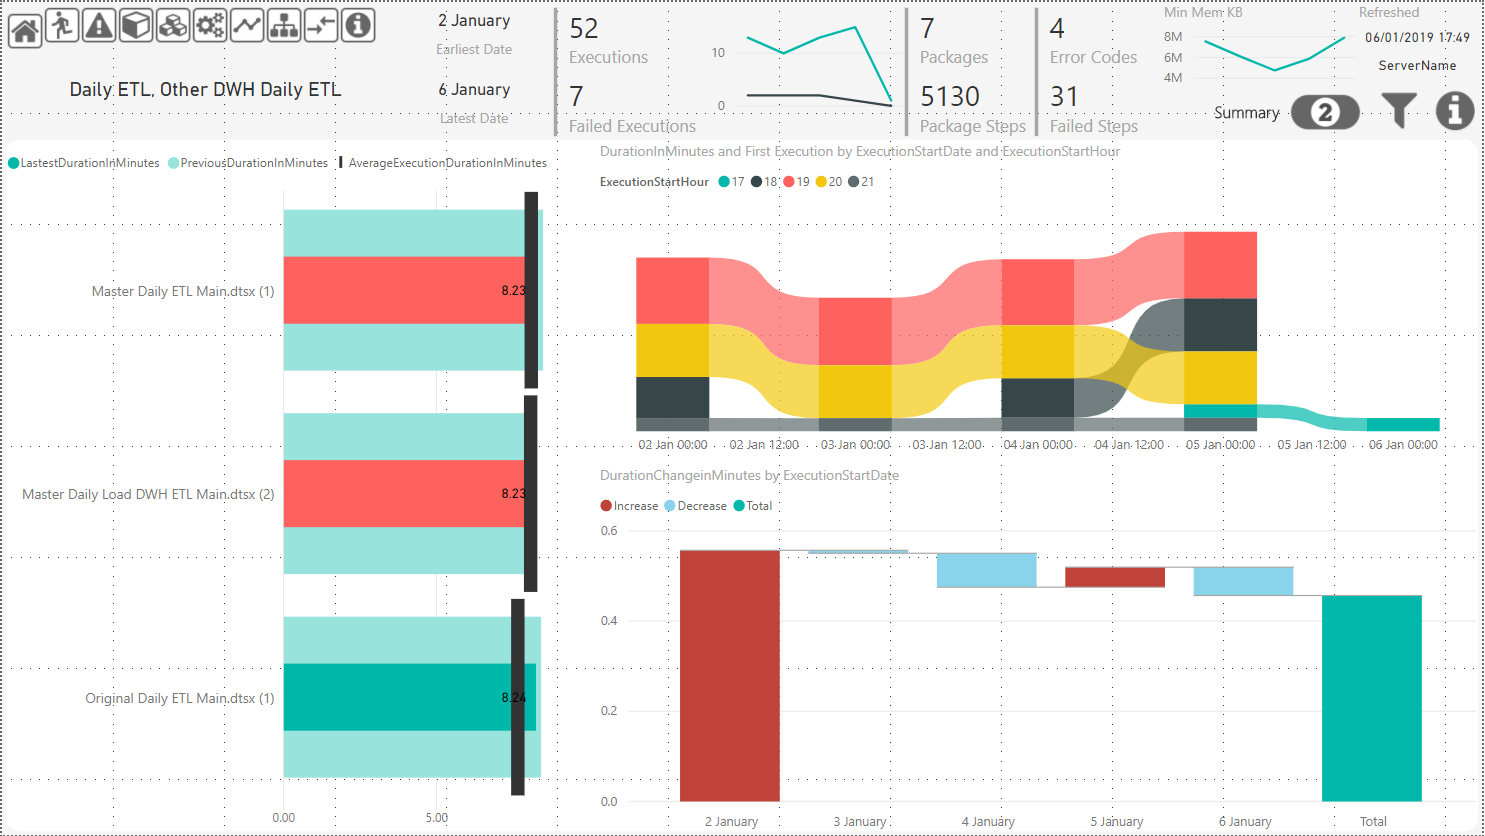 2 January
Earliest Date
Daily ETL, Other DWH Daily ETL
6 January
Latest Date
52
Executions
7
Failed Executions
10
0
7
Packages
5130
Package Steps
4
Error Codes
31
Failed Steps
Min Mem KB
8M
6M
4M
Refreshed
06/01/2019 17:49
ServerName
Summary
2
LastestDurationInMinutes PreviousDurationInMinutes AverageExecutionDurationInMinutes
Master Daily ETL Main.dtsx (1)
8.23
Master Daily Load DWH ETL Main.dtsx (2)
8.23
Original Daily ETL Main.dtsx (1)
8.24
0.00 5.00
DurationInMinutes and First Execution by ExecutionStartDate and ExecutionStartHour
ExecutionStartHour 17 18 19 20 21
02 Jan 00:00 02 Jan 12:00 03 Jan 00:00 03 Jan 12:00 04 Jan 00:00 04 Jan 12:00 05 Jan 00:00 05 Jan 12:00 06 Jan 00:00
DurationChangeinMinutes by ExecutionStartDate
Increase Decrease Total
0.6
0.4
0.2
0.0
2 January 3 January 4 January 5 January 6 January Total